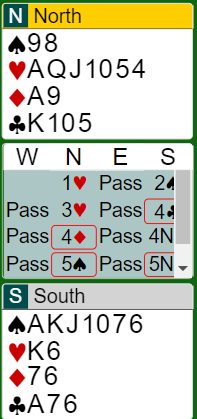 N North
♠98
♥AQJ1054
♦A9
♣K105
W N E S
1♥ Pass 2♠
Pass 3♥ Pass 4♣
Pass 4♦ Pass 4N
Pass 5♠ Pass 5N
S South
♠AKJ1076
♥K6
♦76
♣A76